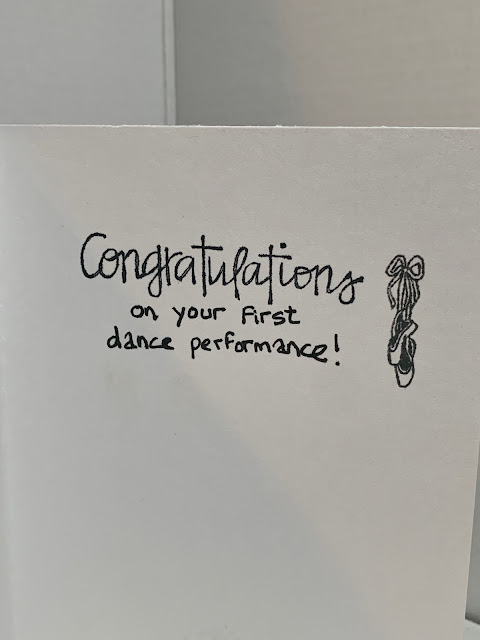 Congratulations
on your first
dance performance!